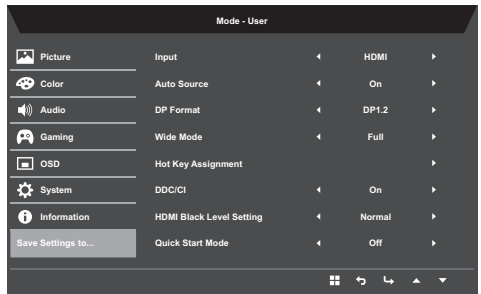 Mode - User
Picture Input HDMI
Color Auto Source On
Audio DP Format DP1.2
Gaming Wide Mode Full
OSD Hot Key Assignment
System DDC/CI On
Information HDMI Black Level Setting Normal
Save Settings to... Quick Start Mode Off